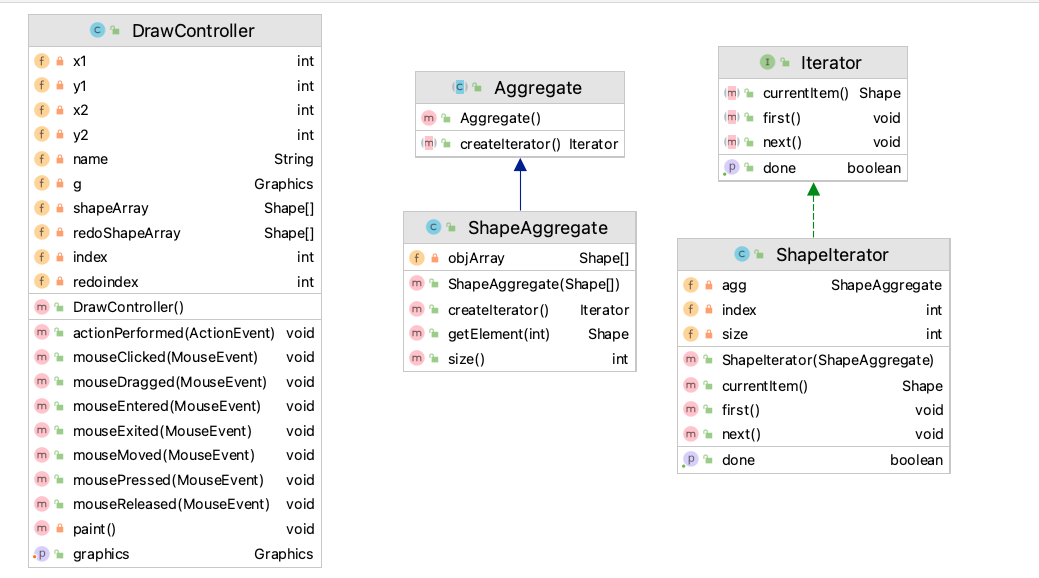 DrawController
x1 int
y1 int
x2 int
y2 int
name String
g Graphics
shapeArray Shape[]
redoShapeArray Shape[]
index int
redoindex int
DrawController()
actionPerformed(ActionEvent) void
mouseClicked(MouseEvent) void
mouseDragged(MouseEvent) void
mouseEntered(MouseEvent) void
mouseExited(MouseEvent) void
mouseMoved(MouseEvent) void
mousePressed(MouseEvent) void
mouseReleased(MouseEvent) void
paint() void
graphics Graphics
Aggregate
Aggregate()
createIterator() Iterator
ShapeAggregate
objArray Shape[]
ShapeAggregate(Shape[])
createIterator() Iterator
getElement(int) Shape
size() int
Iterator
currentItem() Shape
first() void
next() void
done boolean
ShapeIterator
agg ShapeAggregate
index int
size int
ShapeIterator(ShapeAggregate)
currentItem() Shape
first() void
next() void
done boolean